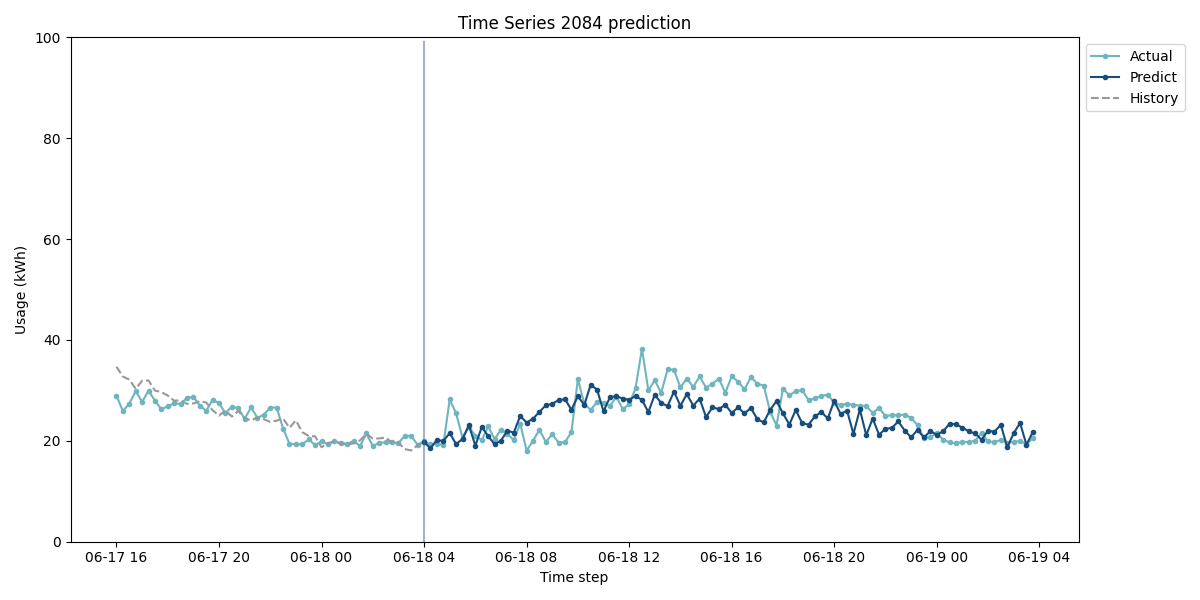 Time Series 2084 prediction
100
80
60
40
20
0
Usage (kWh)
06-17 16
06-17 20
06-18 00
06-18 04
06-18 08
06-18 12
06-18 16
06-18 20
06-19 00
06-19 04
Time step
Actual
Predict
History